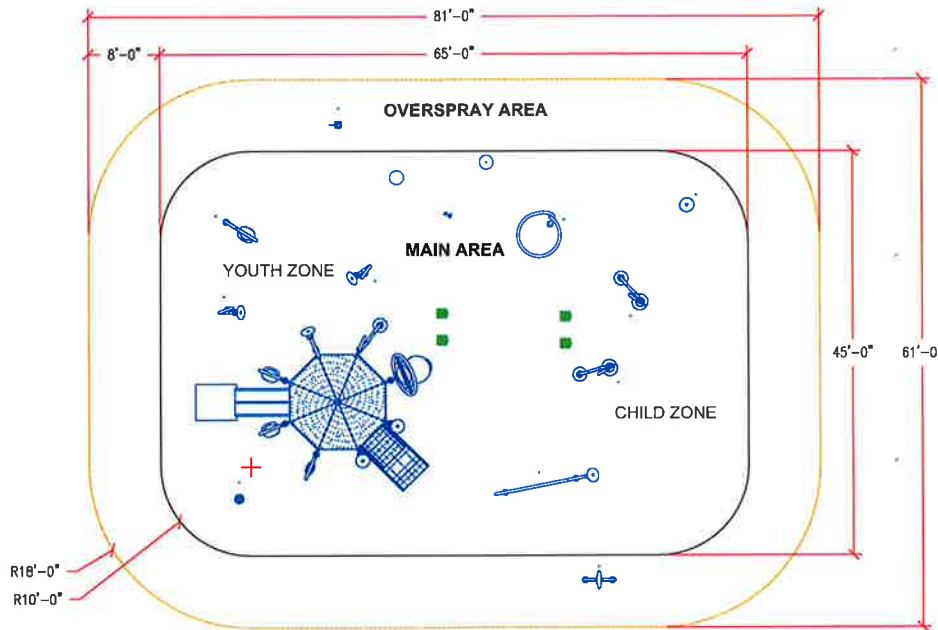 81'-0"
8'-0"
65'-0"
OVERSPRAY AREA
MAIN AREA
YOUTH ZONE
45'-0"
61'-0
CHILD ZONE
R18'-0"
R10'-0"